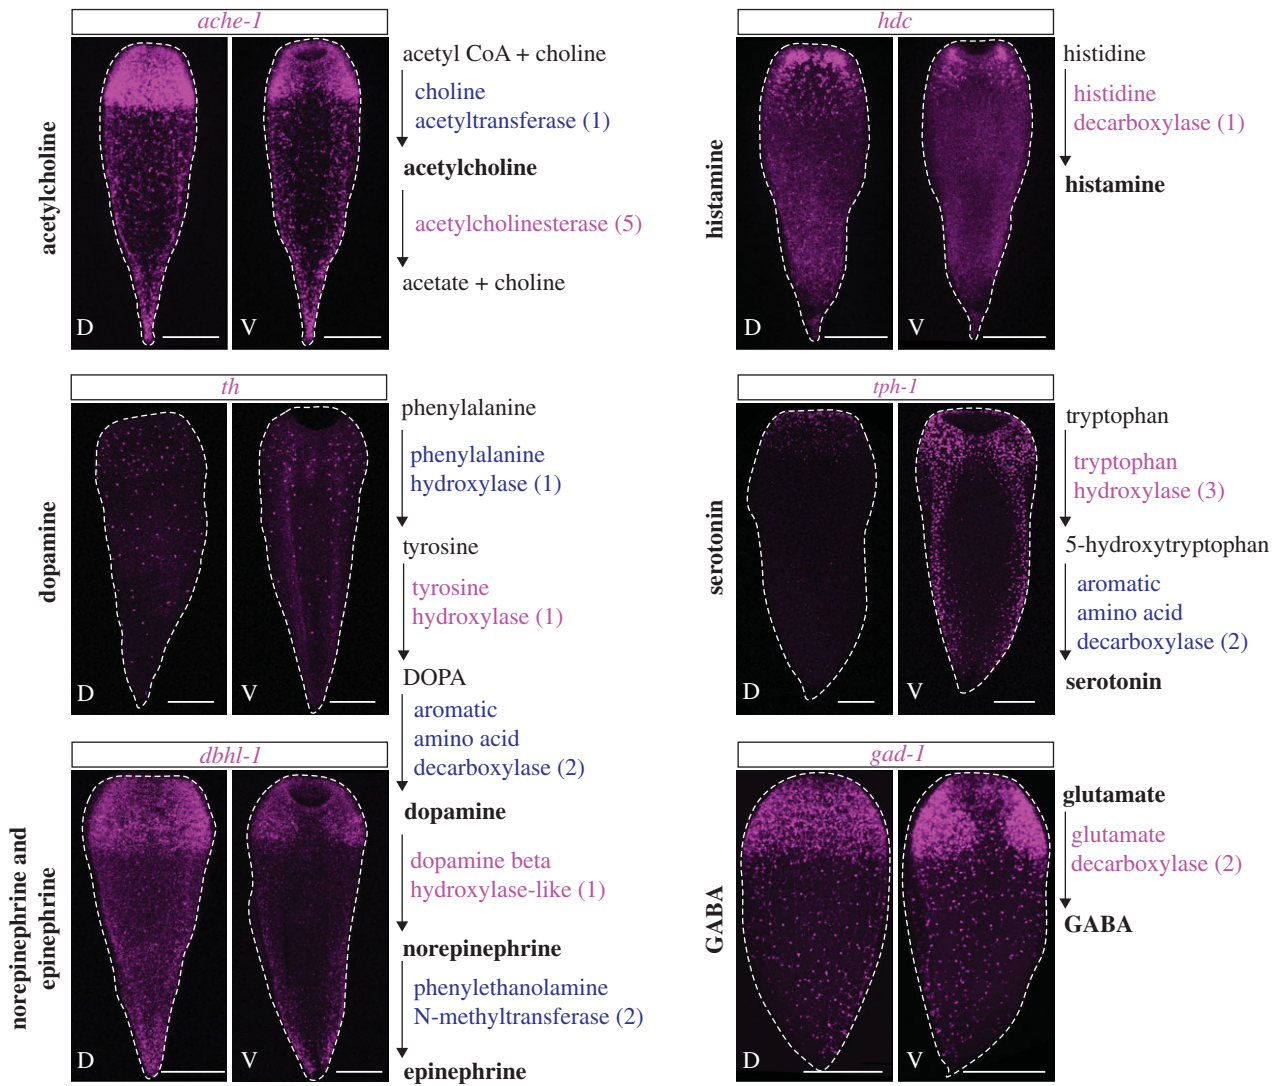 ache-1
acetylcholine
D
V
acetyl CoA + choline
choline
acetyltransferase (1)
acetylcholine
acetylcholinesterase (5)
acetate + choline
hdc
histamine
D
V
histidine
histidine
decarboxylase (1)
histamine
th
dopamine
D
V
phenylalanine
phenylalanine
hydroxylase (1)
tyrosine
tyrosine
hydroxylase (1)
DOPA
aromatic
amino acid
decarboxylase (2)
dopamine
tph-1
serotonin
D
V
tryptophan
tryptophan
hydroxylase (3)
5-hydroxytryptophan
aromatic
amino acid
decarboxylase (2)
serotonin
dbhl-1
norepinephrine and
epinephrine
D
V
dopamine beta
hydroxylase-like (1)
norepinephrine
phenylethanolamine
N-methyltransferase (2)
epinephrine
gad-1
GABA
D
V
glutamate
glutamate
decarboxylase (2)
GABA